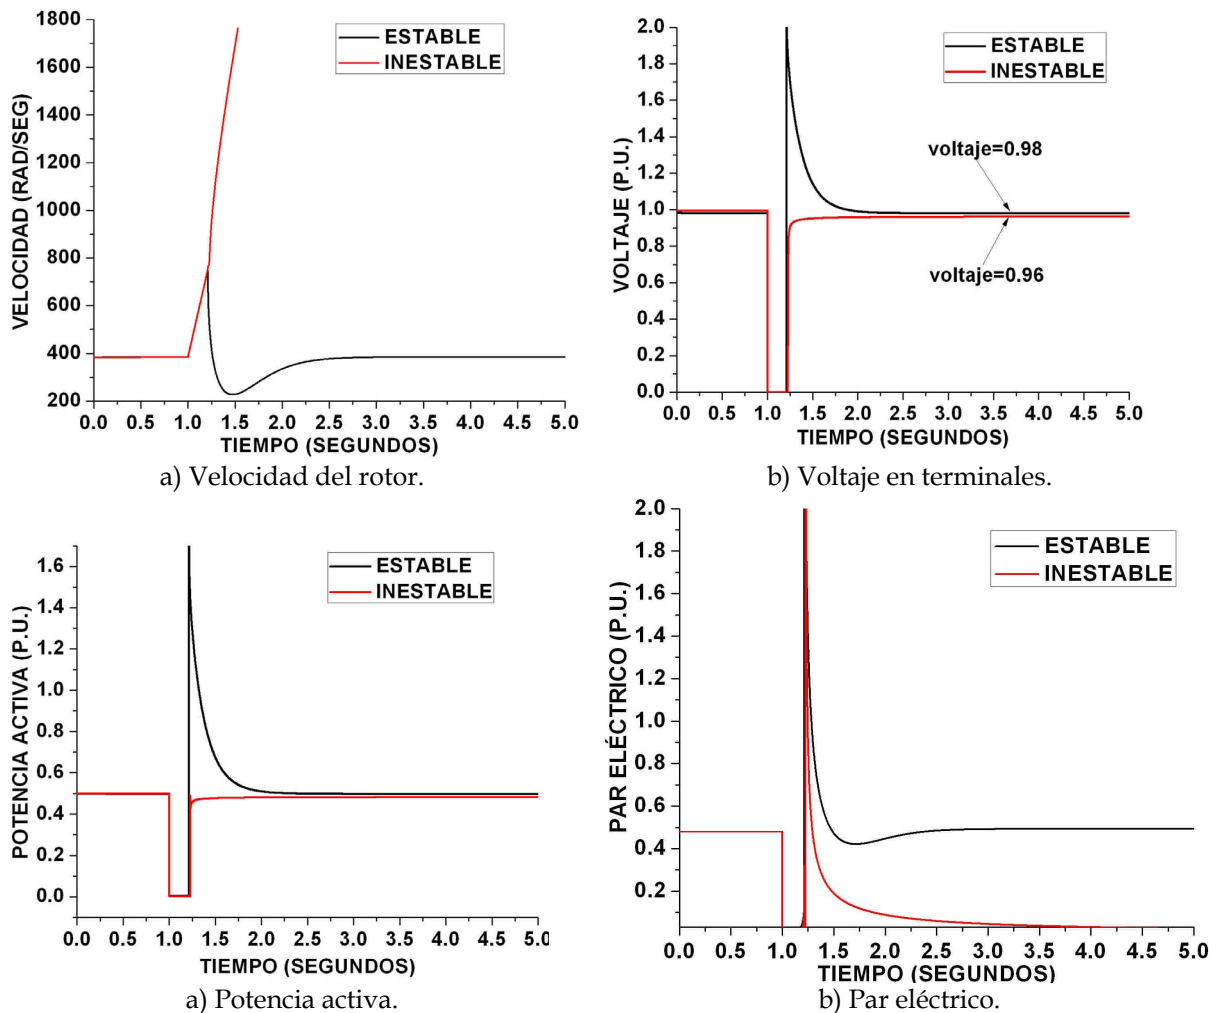 1800
1600
1400
1200
1000
800
600
400
200
VELOCIDAD (RAD/SEG)
ESTABLE
INESTABLE
0.0 0.5 1.0 1.5 2.0 2.5 3.0 3.5 4.0 4.5 5.0
TIEMPO (SEGUNDOS)
a) Velocidad del rotor.
2.0
1.8
1.6
1.4
1.2
1.0
0.8
0.6
0.4
0.2
0.0
VOLTAJE (P.U.)
ESTABLE
INESTABLE
voltaje=0.98
voltaje=0.96
0.0 0.5 1.0 1.5 2.0 2.5 3.0 3.5 4.0 4.5 5.0
TIEMPO (SEGUNDOS)
b) Voltaje en terminales.
1.6
1.4
1.2
1.0
0.8
0.6
0.4
0.2
0.0
POTENCIA ACTIVA (P.U.)
ESTABLE
INESTABLE
0.0 0.5 1.0 1.5 2.0 2.5 3.0 3.5 4.0 4.5 5.0
TIEMPO (SEGUNDOS)
a) Potencia activa.
2.0
1.8
1.6
1.4
1.2
1.0
0.8
0.6
0.4
0.2
PAR ELÉCTRICO (P.U.)
ESTABLE
INESTABLE
0.0 0.5 1.0 1.5 2.0 2.5 3.0 3.5 4.0 4.5 5.0
TIEMPO (SEGUNDOS)
b) Par eléctrico.